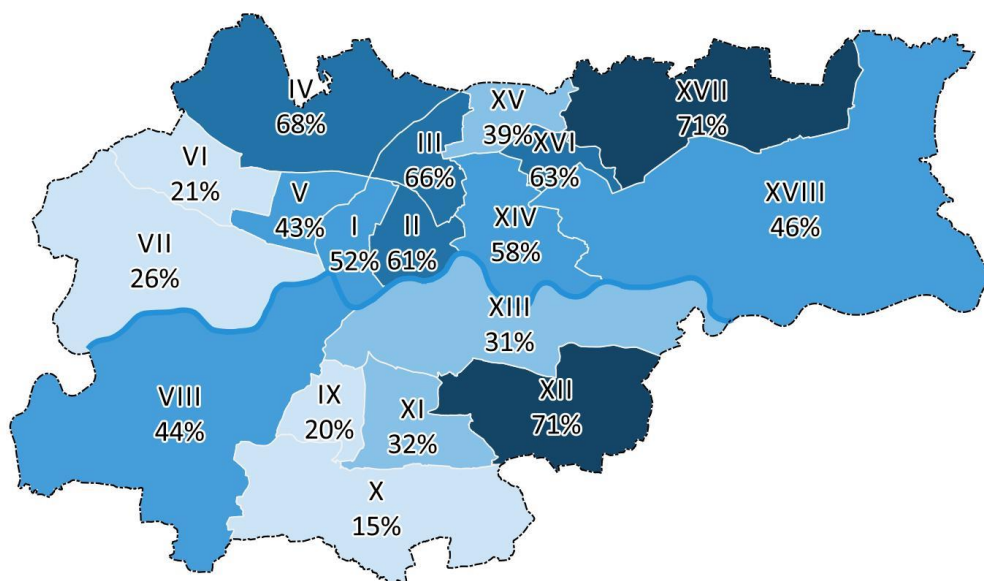 IV
68%
XV
39%
XVII
71%
III
66%
XVI
63%
VI
21%
V
43%
I
52%
II
61%
XIV
58%
XVIII
46%
VII
26%
XIII
31%
VIII
44%
IX
20%
XI
32%
XII
71%
X
15%